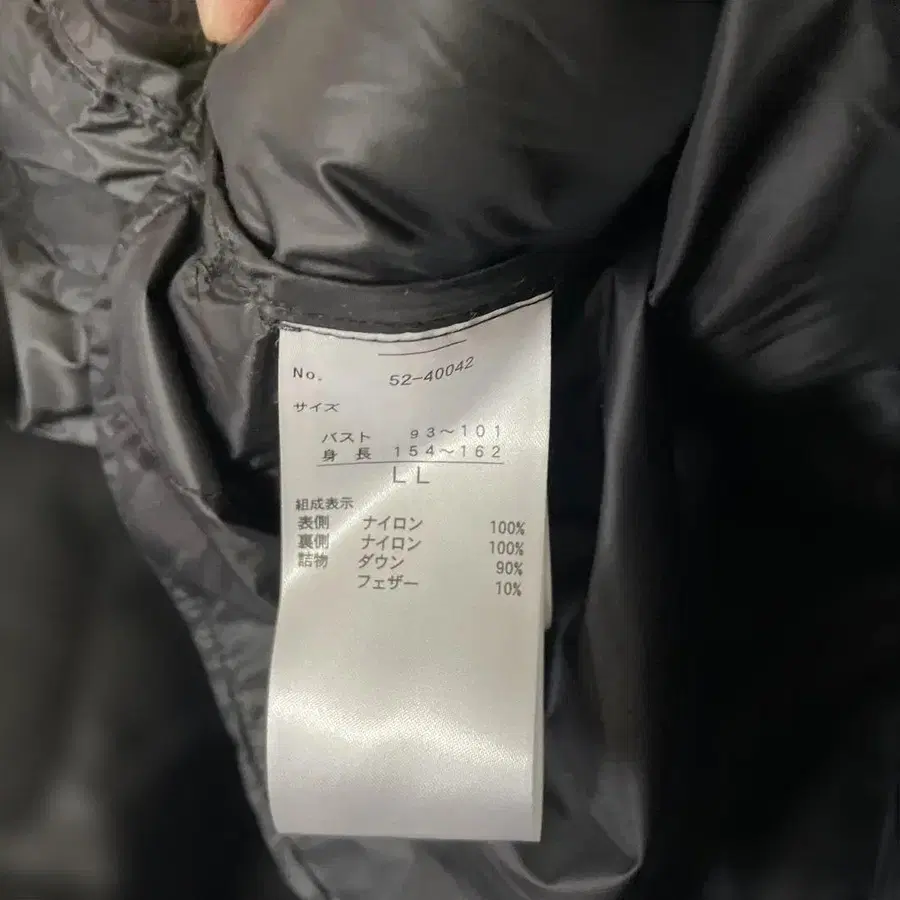 No. 52-40042
サイズ
バスト 93~101
身長 154~162
LL
組成表示
表側 ナイロン 100%
裏側 ナイロン 100%
詰物 ダウン 90%
フェザー 10%